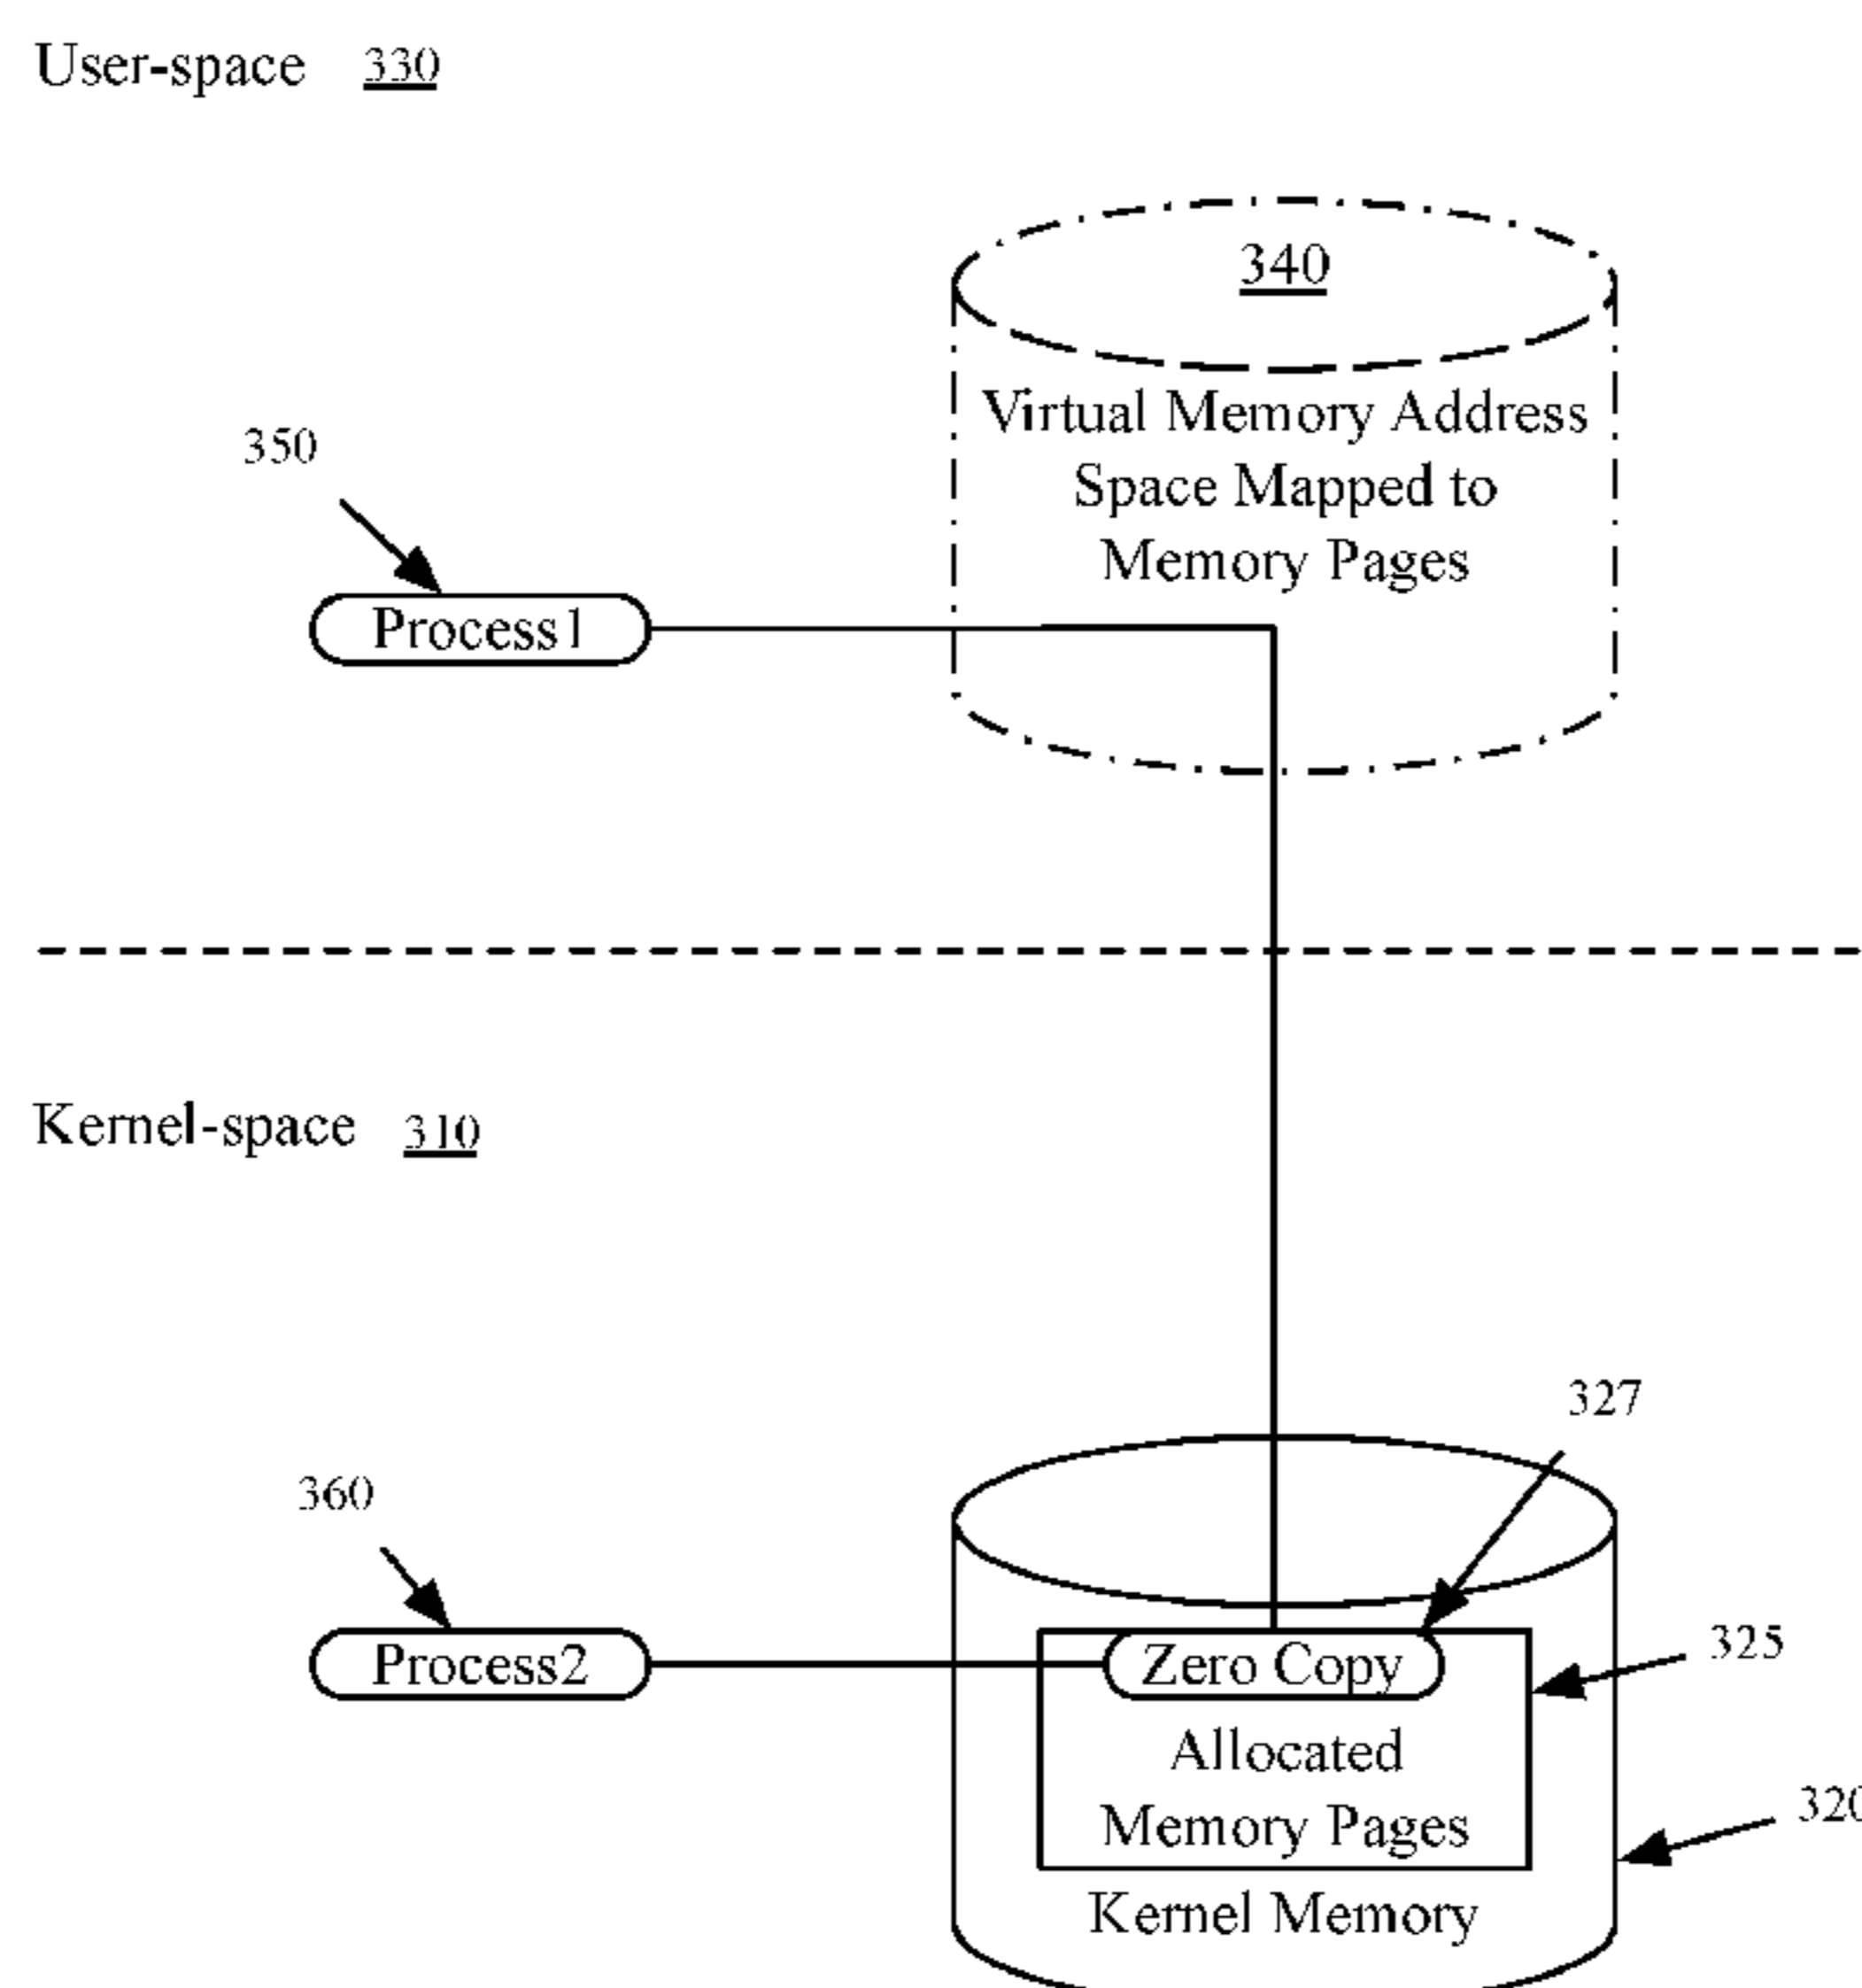 User-space 330
340
Virtual Memory Address
Space Mapped to
Memory Pages
350
Process1
Kernel-space 310
327
360
Process2
Zero Copy
325
Allocated
Memory Pages
320
Kernel Memory